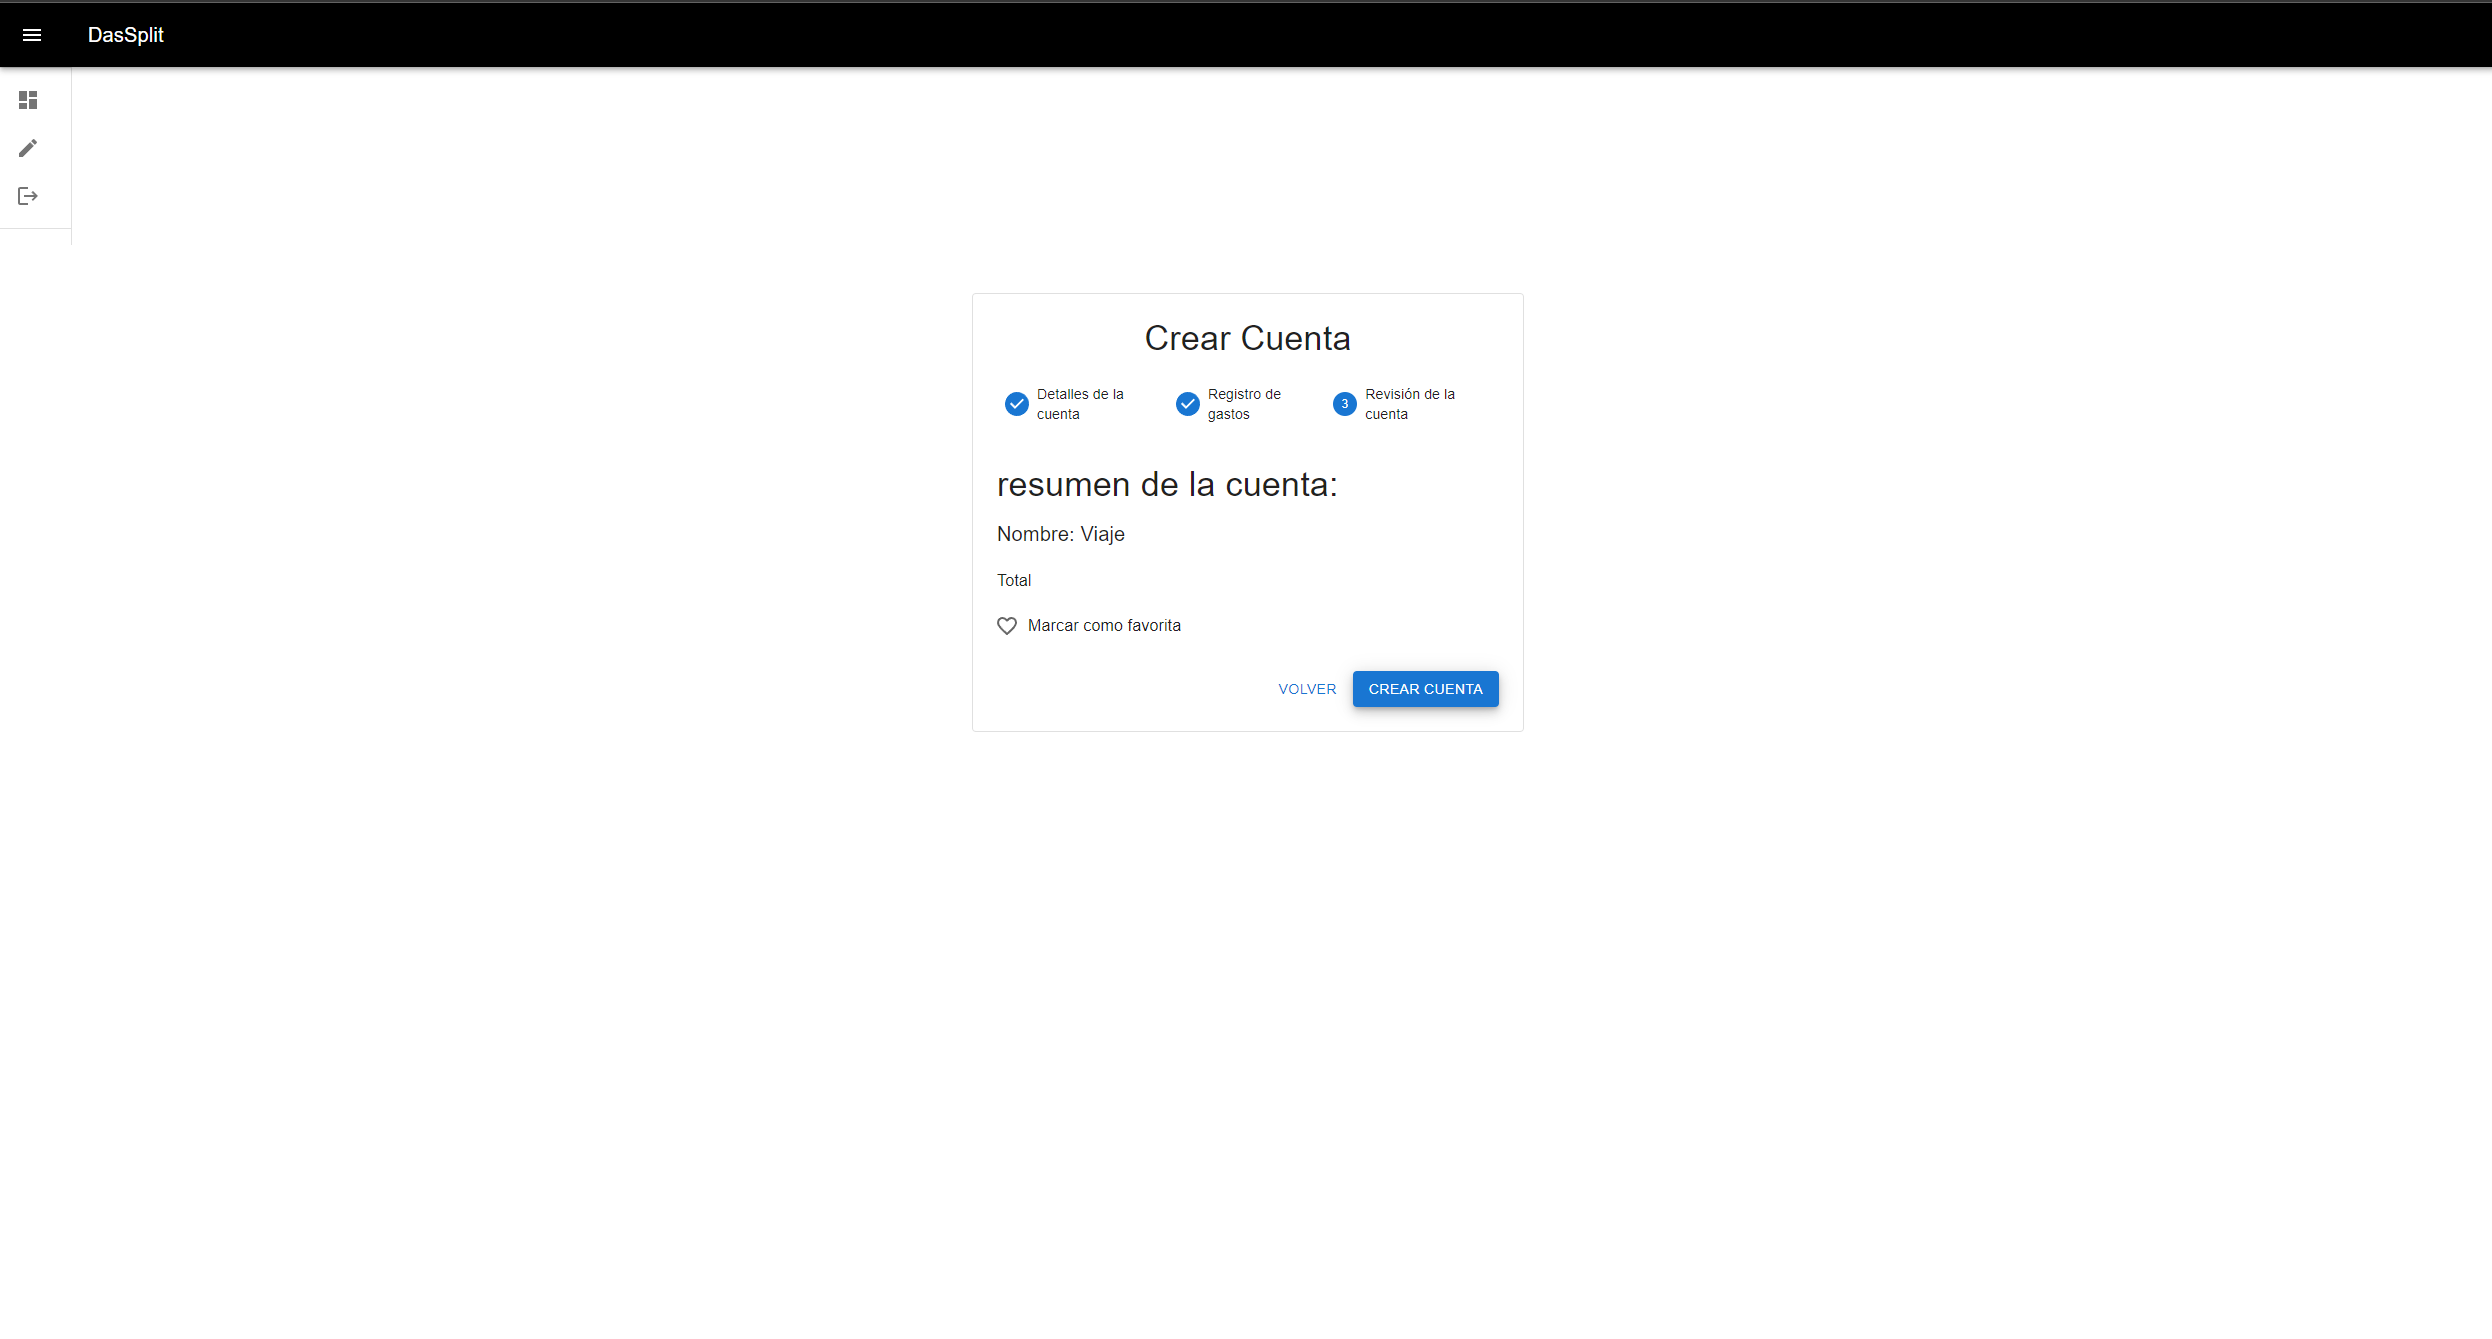 DasSplit
Crear Cuenta
Detalles de la
cuenta
Registro de
gastos
3
Revisión de la
cuenta
resumen de la cuenta:
Nombre: Viaje
Total
Marcar como favorita
VOLVER
CREAR CUENTA